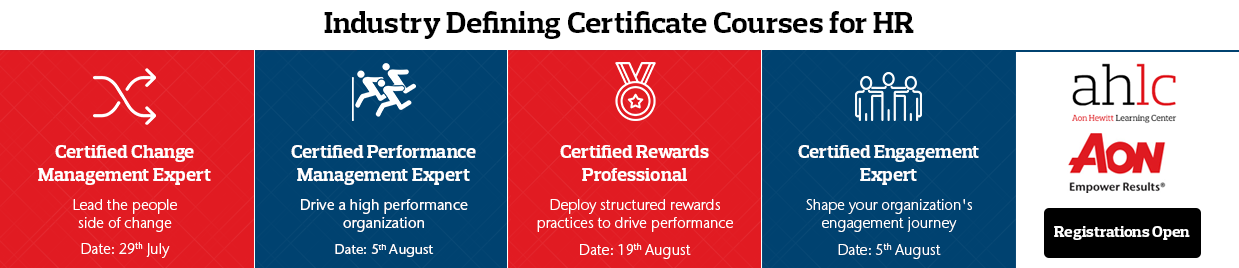 Industry Defining Certificate Courses for HR
Certified Change
Management Expert
Lead the people
side of change
Date: 29th July
Certified Performance
Management Expert
Drive a high performance
organization
Date: 5th August
Certified Rewards
Professional
Deploy structured rewards
practices to drive performance
Date: 19th August
Certified Engagement
Expert
Shape your organization's
engagement journey
Date: 5th August
ahlc
Aon Hewitt Learning Center
AON
Empower Results®
Registrations Open